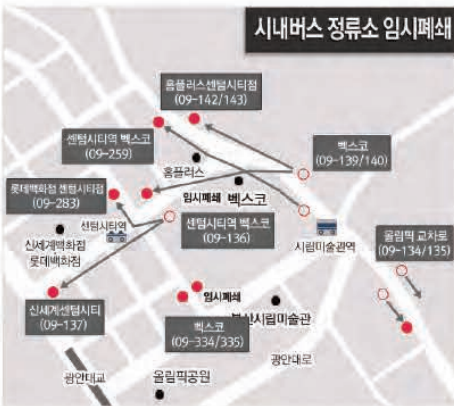 시내버스 정류소 임시폐쇄
홈플러스센텀시티점
(09-142/143)
센텀시티역 벡스코
(09-259)
벡스코
(09-139/140)
홈플러스
롯데백화점 센텀시티점
(09-283)
임시폐쇄
벡스코
센텀시티역 벡스코
(09-136)
센텀시티역
신세계백화점
롯데백화점
시립미술관역
올림픽 교차로
(09-134/135)
신세계센텀시티
(09-137)
임시폐쇄
부산시립미술관
벡스코
(09-334/335)
광안대로
광안대교
올림픽공원